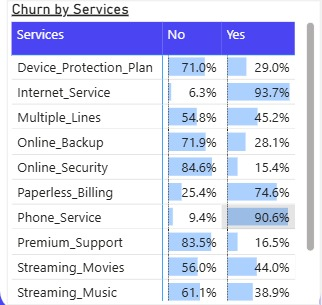 Churn by Services
Services No Yes
Device_Protection_Plan 71.0% 29.0%
Internet_Service 6.3% 93.7%
Multiple_Lines 54.8% 45.2%
Online_Backup 71.9% 28.1%
Online_Security 84.6% 15.4%
Paperless_Billing 25.4% 74.6%
Phone_Service 9.4% 90.6%
Premium_Support 83.5% 16.5%
Streaming_Movies 56.0% 44.0%
Streaming_Music 61.1% 38.9%